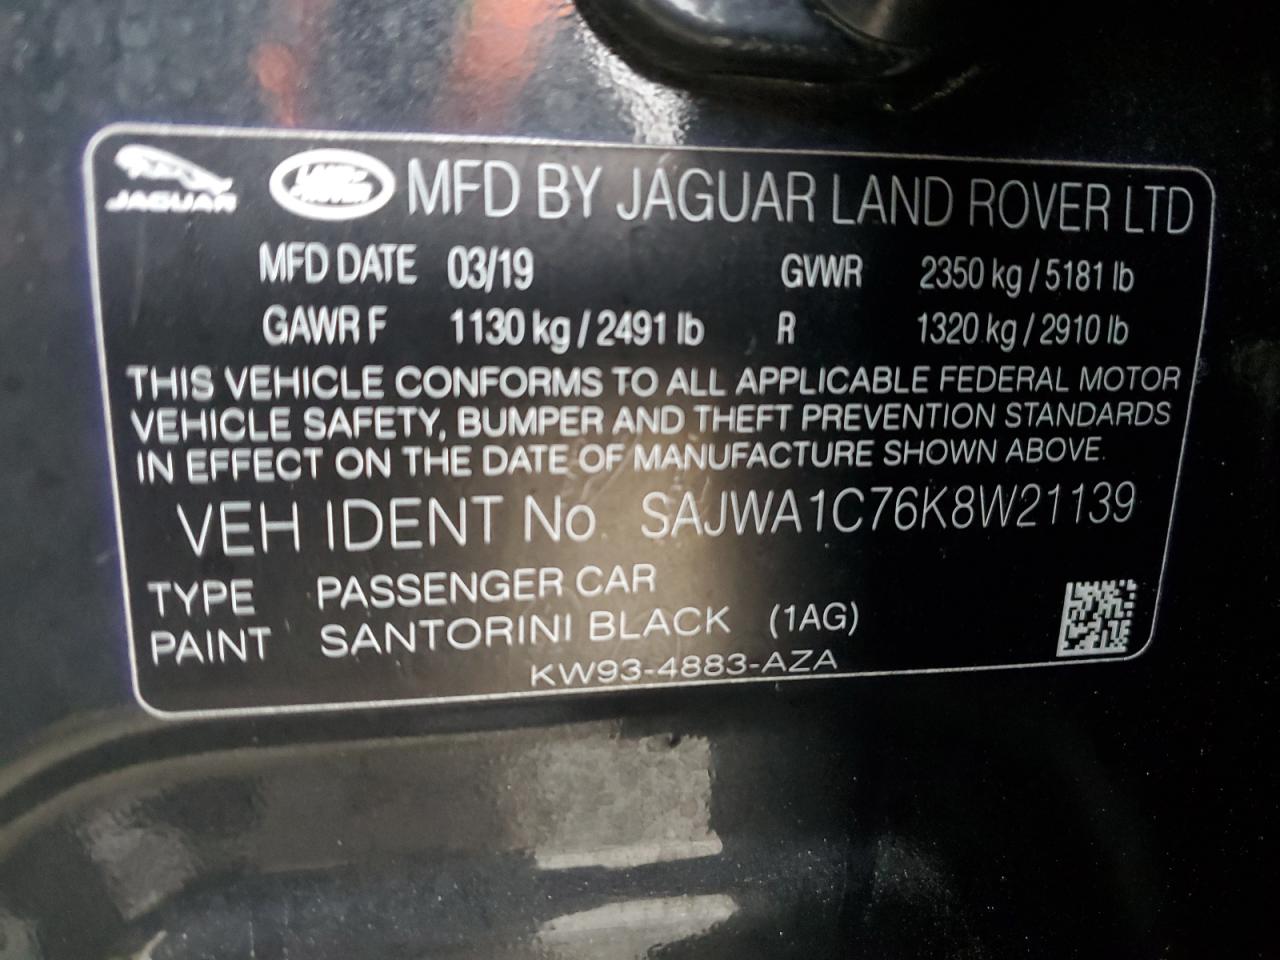 JAGUAR LAND ROVER MFD BY JAGUAR LAND ROVER LTD
MFD DATE 03/19 GVWR 2350 kg / 5181 lb
GAWR F 1130 kg / 2491 lb R 1320 kg / 2910 lb
THIS VEHICLE CONFORMS TO ALL APPLICABLE FEDERAL MOTOR
VEHICLE SAFETY, BUMPER AND THEFT PREVENTION STANDARDS
IN EFFECT ON THE DATE OF MANUFACTURE SHOWN ABOVE.
VEH IDENT No SAJWA1C76K8W21139
TYPE PASSENGER CAR
PAINT SANTORINI BLACK (1AG)
KW93-4883-AZA